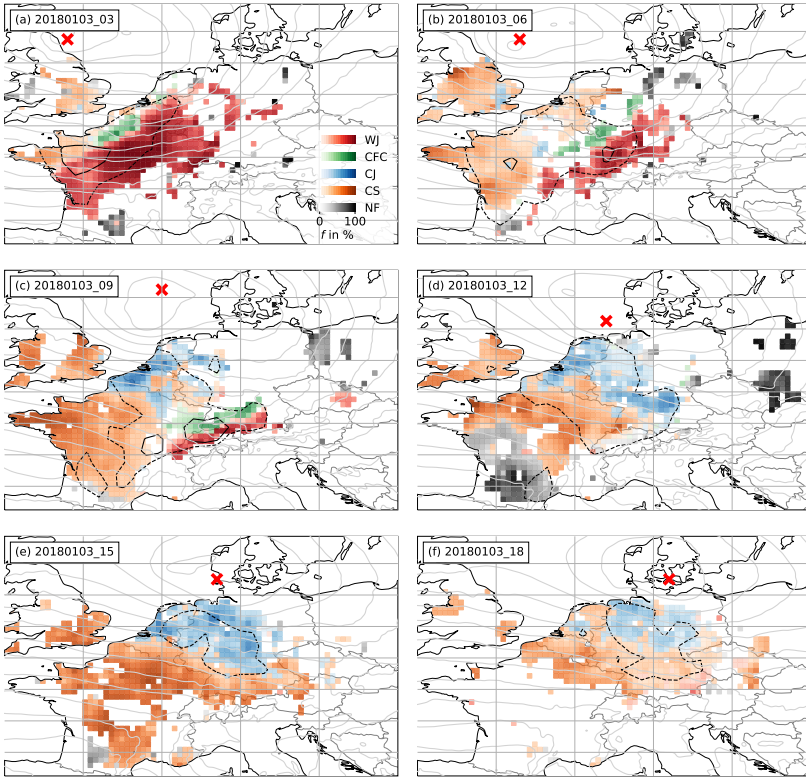 (a) 20180103_03
(b) 20180103_06
WJ
CFC
CJ
CS
NF
0 100
f in %
(c) 20180103_09
(d) 20180103_12
(e) 20180103_15
(f) 20180103_18